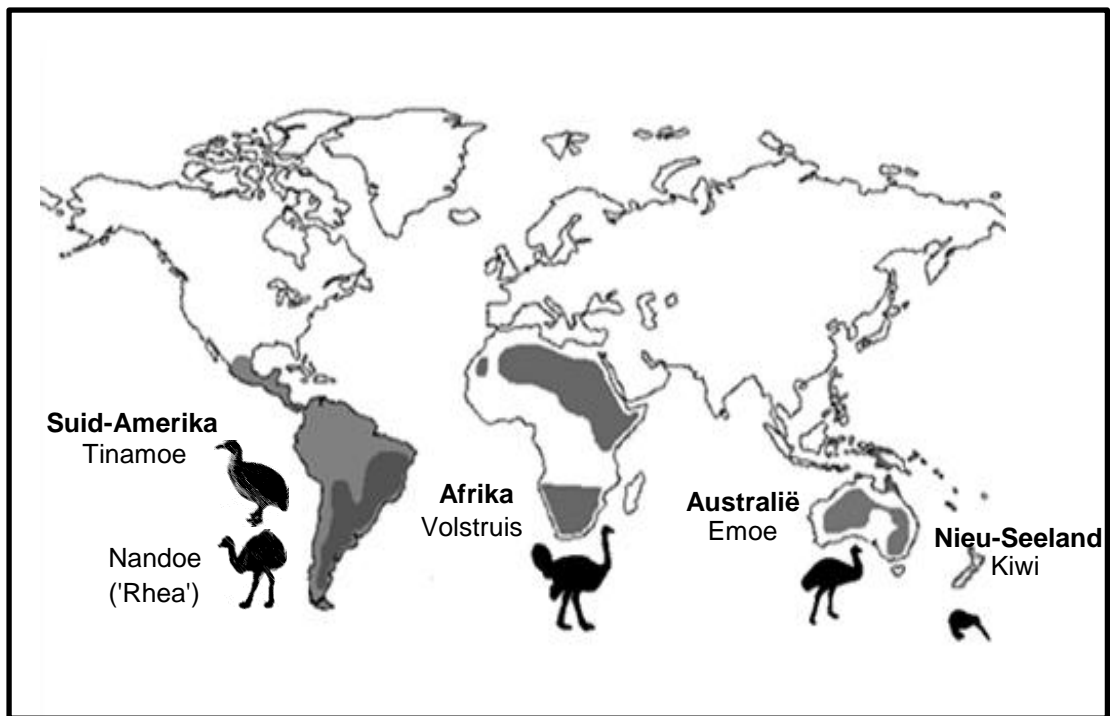 Suid-Amerika
Tinamoe
Nandoe
('Rhea')
Afrika
Volstruis
Australië
Emoe
Nieu-Seeland
Kiwi